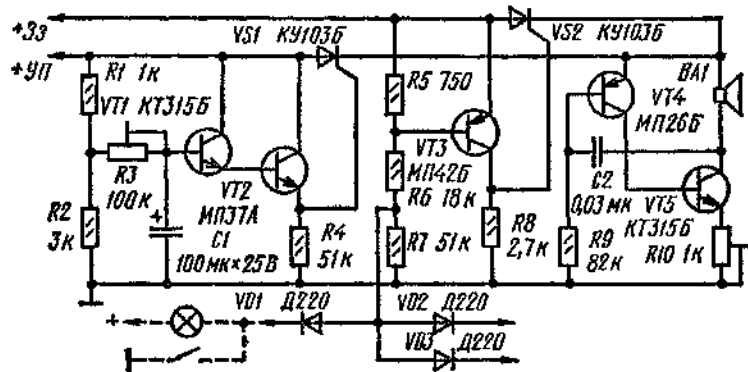 +Зз
+УП
VS1 КУ103Б
VS2 КУ103Б
R1 1к
VT1 КТ315Б
R3
100к
R2
3к
VT2
МП37А
C1
100мк×25В
R4
51к
R5 750
VT3
МП42Б
R6 18к
R7 51к
R8
2,7к
VT4
МП26Б
BA1
C2
0,03мк
VT5
КТ315Б
R9
82к
R10 1к
VD1 Д220
VD2 Д220
VD3 Д220
+